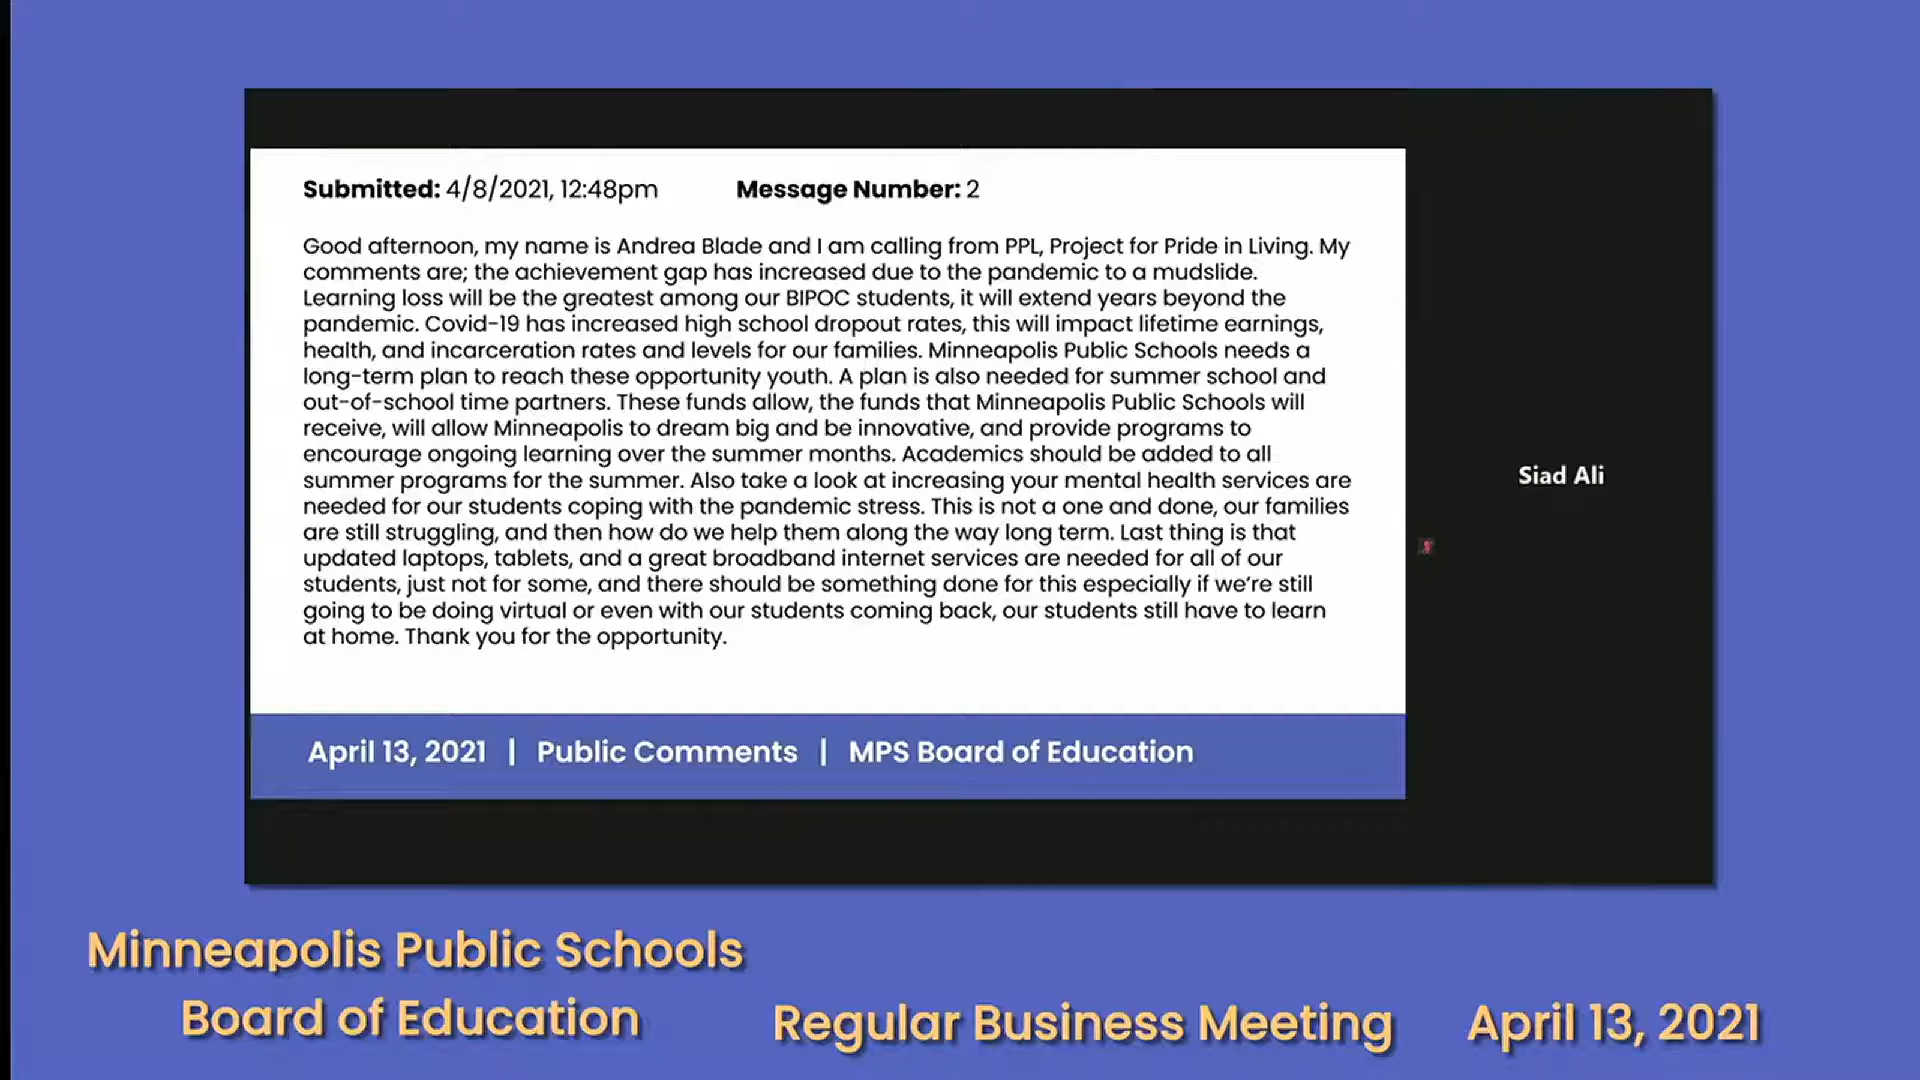 Submitted: 4/8/2021, 12:48pm Message Number: 2
Good afternoon, my name is Andrea Blade and I am calling from PPL, Project for Pride in Living. My
comments are; the achievement gap has increased due to the pandemic to a mudslide.
Learning loss will be the greatest among our BIPOC students, it will extend years beyond the
pandemic. Covid-19 has increased high school dropout rates, this will impact lifetime earnings,
health, and incarceration rates and levels for our families. Minneapolis Public Schools needs a
long-term plan to reach these opportunity youth. A plan is also needed for summer school and
out-of-school time partners. These funds allow, the funds that Minneapolis Public Schools will
receive, will allow Minneapolis to dream big and be innovative, and provide programs to
encourage ongoing learning over the summer months. Academics should be added to all
summer programs for the summer. Also take a look at increasing your mental health services are
needed for our students coping with the pandemic stress. This is not a one and done, our families
are still struggling, and then how do we help them along the way long term. Last thing is that
updated laptops, tablets, and a great broadband internet services are needed for all of our
students, just not for some, and there should be something done for this especially if we're still
going to be doing virtual or even with our students coming back, our students still have to learn
at home. Thank you for the opportunity.
April 13, 2021 | Public Comments | MPS Board of Education
Siad Ali
Minneapolis Public Schools
Board of Education
Regular Business Meeting
April 13, 2021